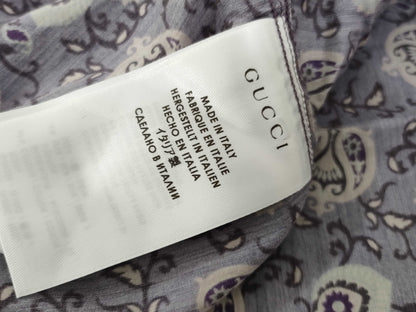 GUCCI
MADE IN ITALY
FABRIQUE EN ITALIE
HERGESTELLT IN ITALIEN
HECHO EN ITALIA
イタリア製
СДЕЛАНО В ИТАЛИИ